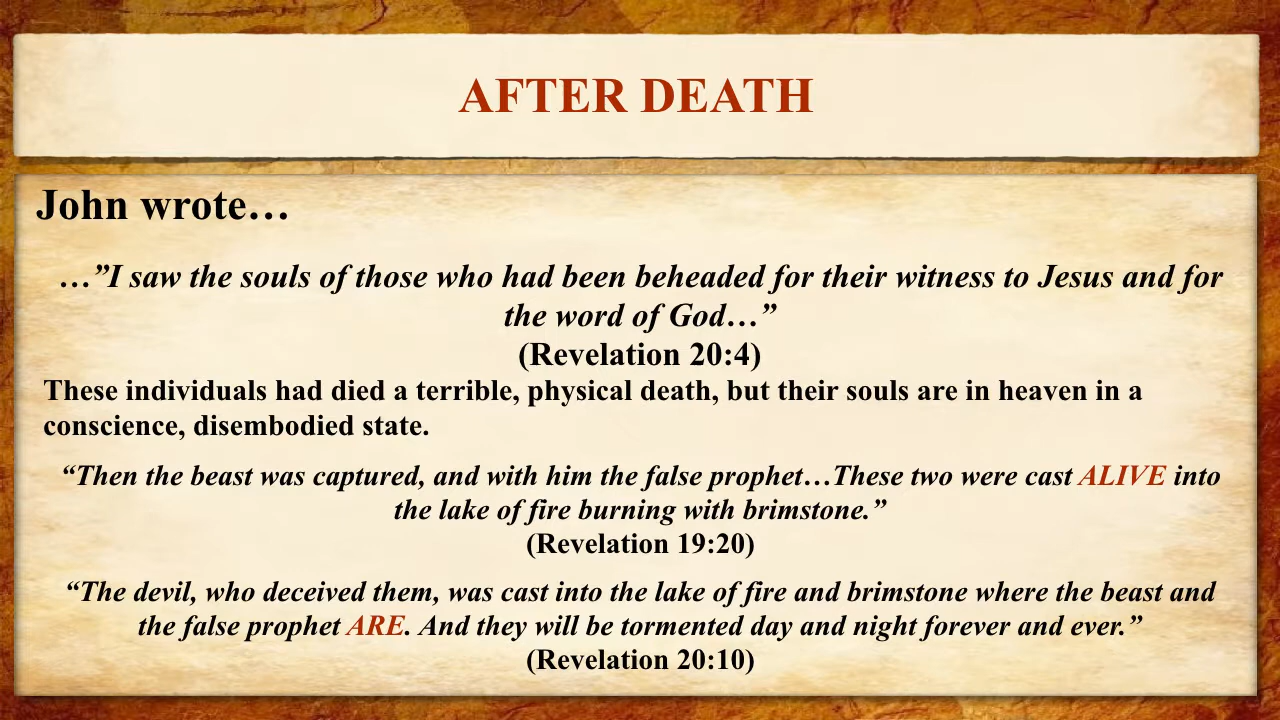 AFTER DEATH
John wrote…
…”I saw the souls of those who had been beheaded for their witness to Jesus and for
the word of God…”
(Revelation 20:4)
These individuals had died a terrible, physical death, but their souls are in heaven in a
conscience, disembodied state.
“Then the beast was captured, and with him the false prophet…These two were cast ALIVE into
the lake of fire burning with brimstone.”
(Revelation 19:20)
“The devil, who deceived them, was cast into the lake of fire and brimstone where the beast and
the false prophet ARE. And they will be tormented day and night forever and ever.”
(Revelation 20:10)